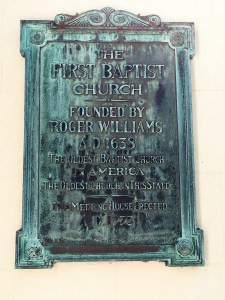 THE
FIRST BAPTIST
CHURCH
FOUNDED BY
ROGER WILLIAMS
A.D. 1638
THE OLDEST BAPTIST CHURCH
IN AMERICA
THE OLDEST CHURCH IN THIS STATE
THIS MEETING HOUSE ERECTED